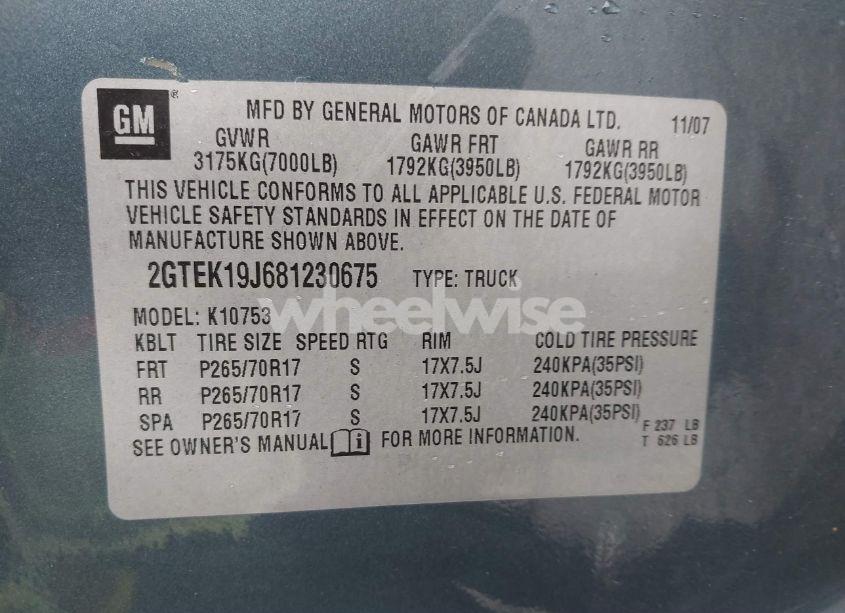 GM ®
MFD BY GENERAL MOTORS OF CANADA LTD. 11/07
GVWR GAWR FRT GAWR RR
3175KG(7000LB) 1792KG(3950LB) 1792KG(3950LB)
THIS VEHICLE CONFORMS TO ALL APPLICABLE U.S. FEDERAL MOTOR
VEHICLE SAFETY STANDARDS IN EFFECT ON THE DATE OF
MANUFACTURE SHOWN ABOVE.
2GTEK19J681230675 TYPE: TRUCK
wheelwise
MODEL: K10753
KBLT TIRE SIZE SPEED RTG RIM COLD TIRE PRESSURE
FRT P265/70R17 S 17X7.5J 240KPA(35PSI)
RR P265/70R17 S 17X7.5J 240KPA(35PSI)
SPA P265/70R17 S 17X7.5J 240KPA(35PSI)
F 237 LB
T 626 LB
SEE OWNER'S MANUAL i FOR MORE INFORMATION.